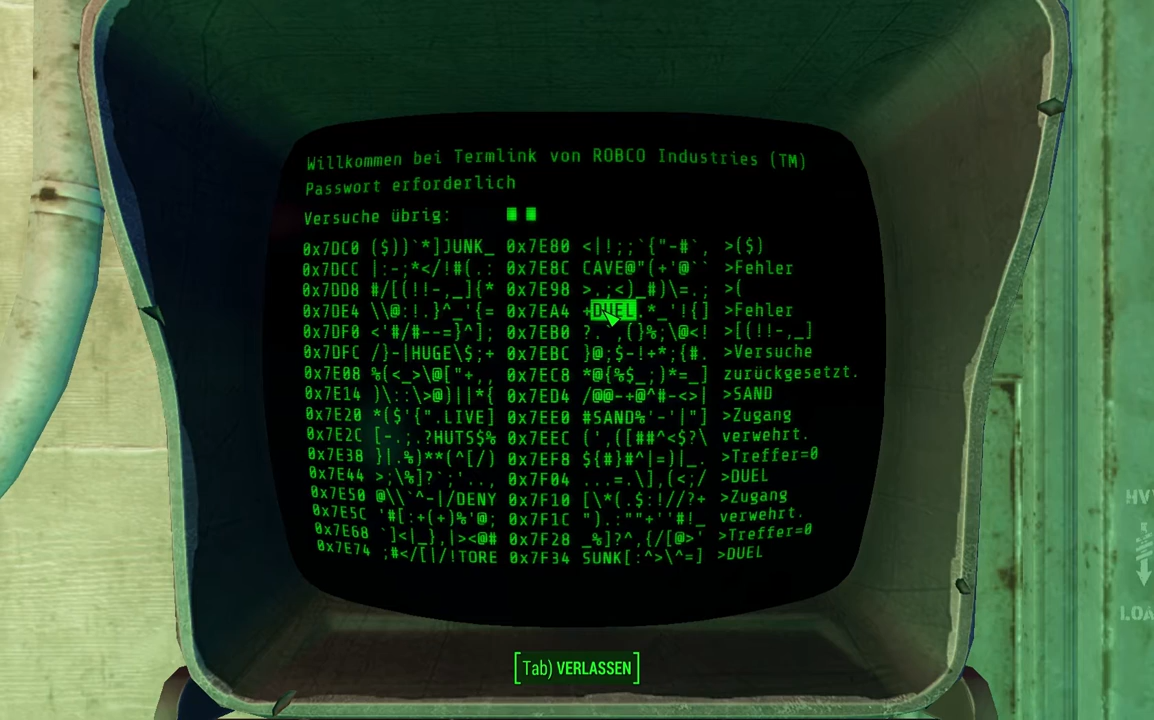 Willkommen bei Termlink von ROBCO Industries (TM)
Passwort erforderlich
Versuche übrig:
0x7DC0 ($))`*]JUNK_ 0x7E80 <|!;;`{"-#`, >($)
0x7DCC |:-;*</!#(.: 0x7E8C CAVE@"(+'@`` >Fehler
0x7DD8 #/[(!!-,_]{* 0x7E98 >.;<)_#)\=.; >(
0x7DE4 \\@:!.}^_'{= 0x7EA4 +DUEL.*_'!{] >Fehler
0x7DF0 <'#/#--=}^]; 0x7EB0 ?.",(}%;\@<! >[(!!-,_]
0x7DFC /}-|HUGE\$;+ 0x7EBC }@;$-!+*;{#. >Versuche
0x7E08 %(<_>\@["+,, 0x7EC8 *@{%$_;)*=_] zurückgesetzt.
0x7E14 )\::\>@)||*{ 0x7ED4 /@@-+@^#-<>| >SAND
0x7E20 *($'{".LIVE] 0x7EE0 #SAND%'-'|"] >Zugang
0x7E2C [-.;.?HUTS$% 0x7EEC (',([##^<$?\ verwehrt.
0x7E38 }|.%)**(^[/) 0x7EF8 ${#}#^|=)|_. >Treffer=0
0x7E44 >;\%]?`;'.., 0x7F04 ...=.\],(<;/ >DUEL
0x7E50 @\\`^-|/DENY 0x7F10 [\*(.$:!//?+ >Zugang
0x7E5C '#[:+(+)%'@; 0x7F1C ").:""+''#!_ verwehrt.
0x7E68 `]<|_},|><@# 0x7F28 _%]?^,{/[@>' >Treffer=0
0x7E74 ;#</[|/!TORE 0x7F34 SUNK[:^>\^=] >DUEL
[Tab) VERLASSEN]
HV
LOA